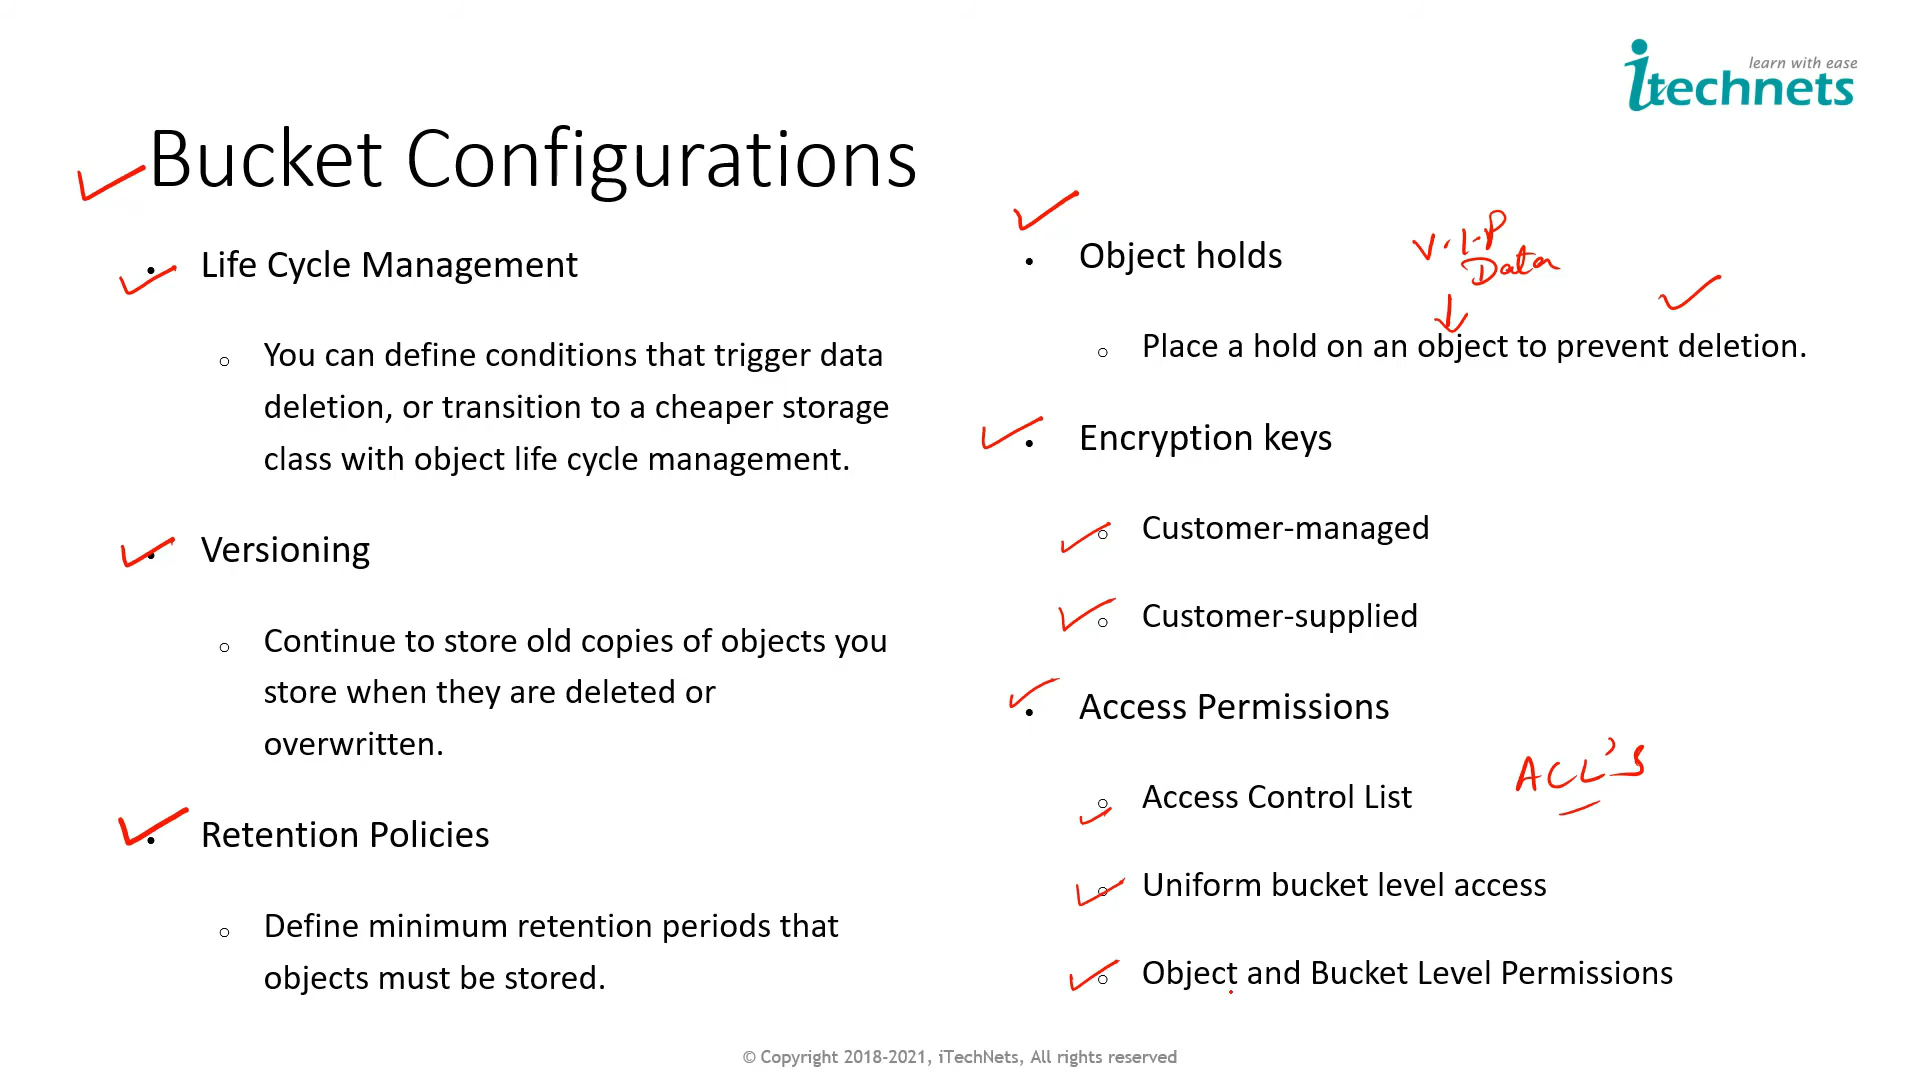 learn with ease
itechnets
Bucket Configurations
• Life Cycle Management
○ You can define conditions that trigger data
deletion, or transition to a cheaper storage
class with object life cycle management.
• Versioning
○ Continue to store old copies of objects you
store when they are deleted or
overwritten.
• Retention Policies
○ Define minimum retention periods that
objects must be stored.
• Object holds
V.I.P
Data
○ Place a hold on an object to prevent deletion.
• Encryption keys
○ Customer-managed
○ Customer-supplied
• Access Permissions
○ Access Control List
ACL's
○ Uniform bucket level access
○ Object and Bucket Level Permissions
© Copyright 2018-2021, iTechNets, All rights reserved